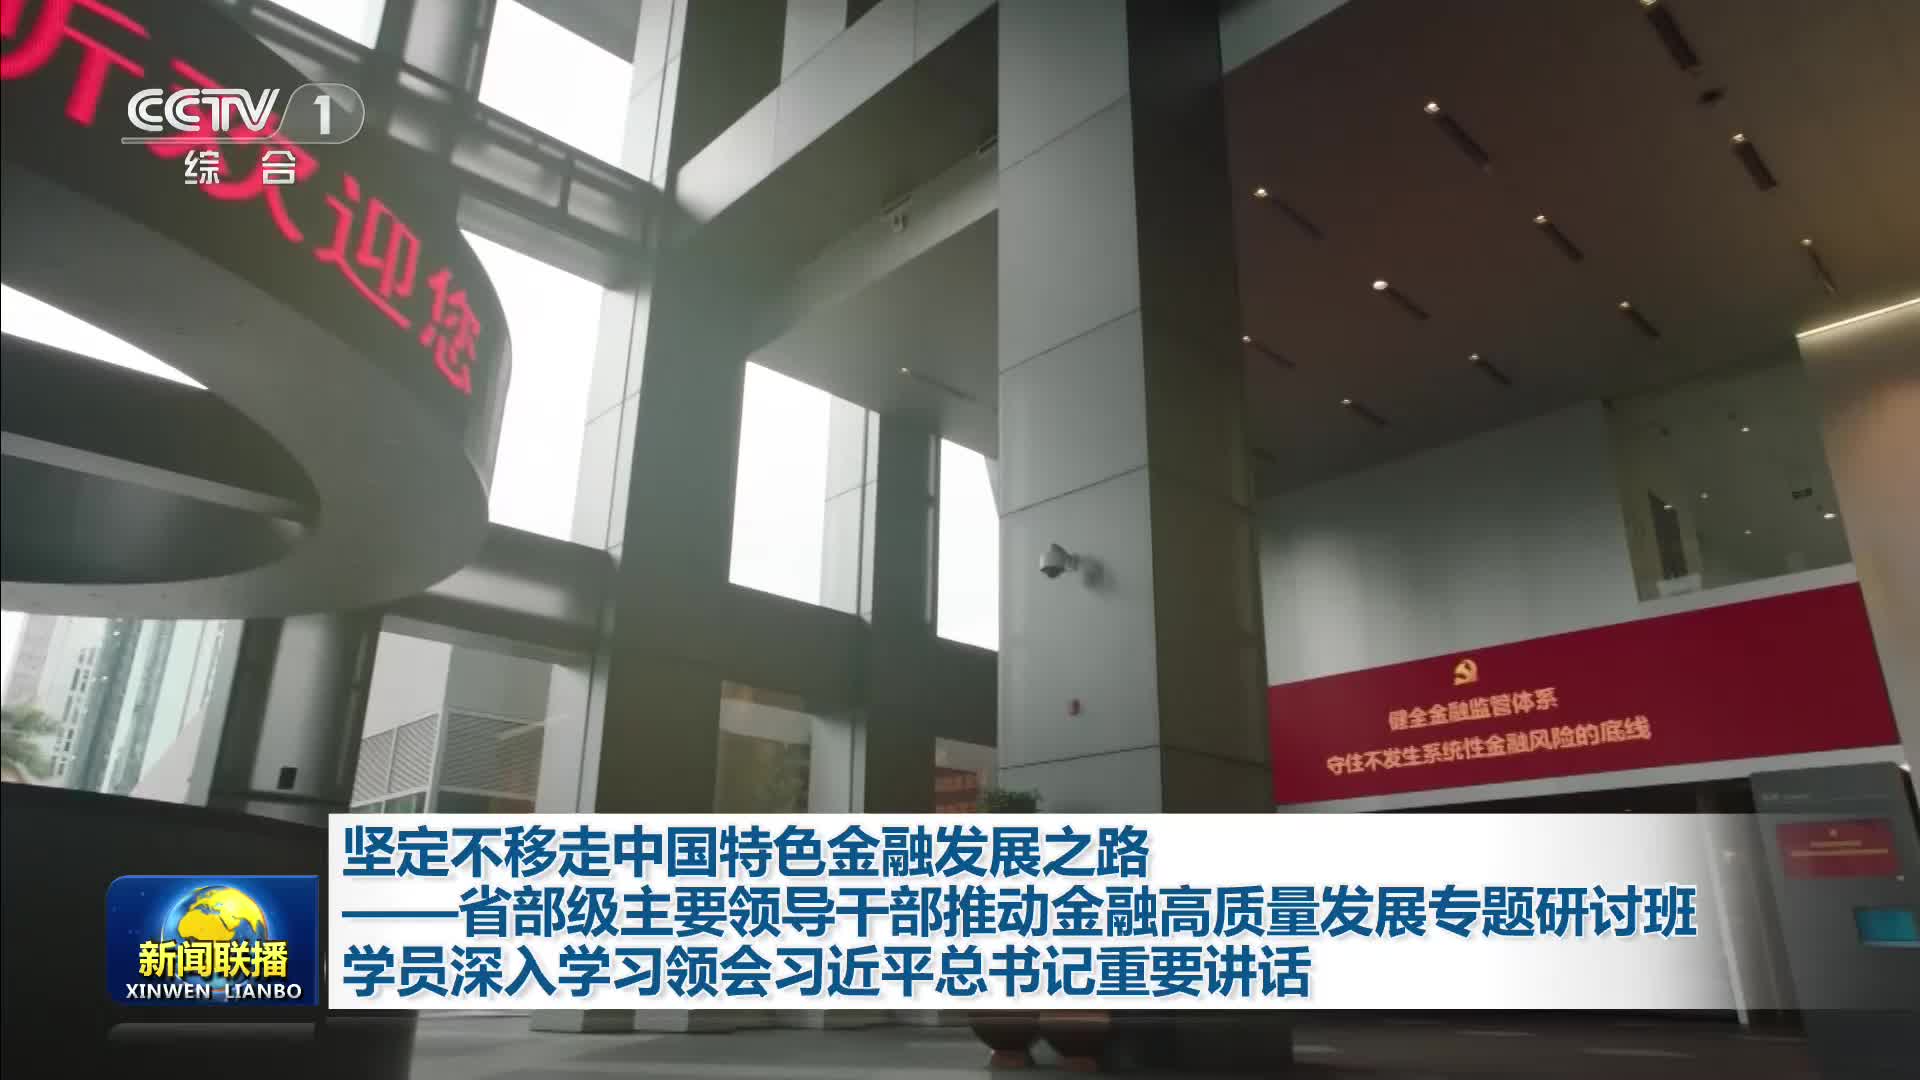 欢迎您
CCTV 1
综合
健全金融监管体系
守住不发生系统性金融风险的底线
坚定不移走中国特色金融发展之路
——省部级主要领导干部推动金融高质量发展专题研讨班
学员深入学习领会习近平总书记重要讲话
新闻联播
XINWEN LIANBO